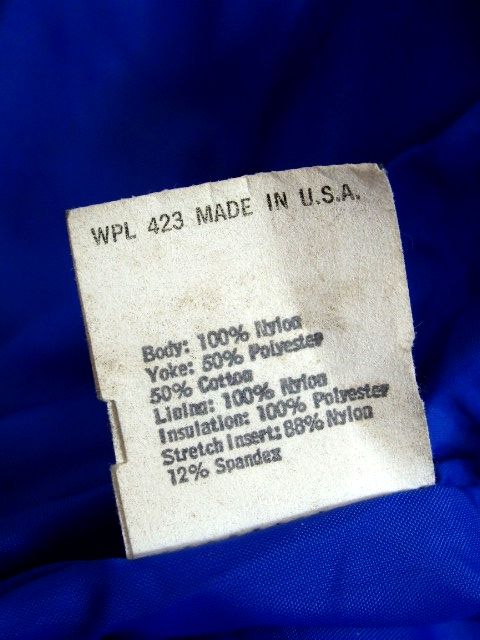 WPL 423 MADE IN U.S.A.
Body: 100% Nylon
Yoke: 50% Polyester
50% Cotton
Lining: 100% Nylon
Insulation: 100% Polyester
Stretch Insert: 88% Nylon
12% Spandex